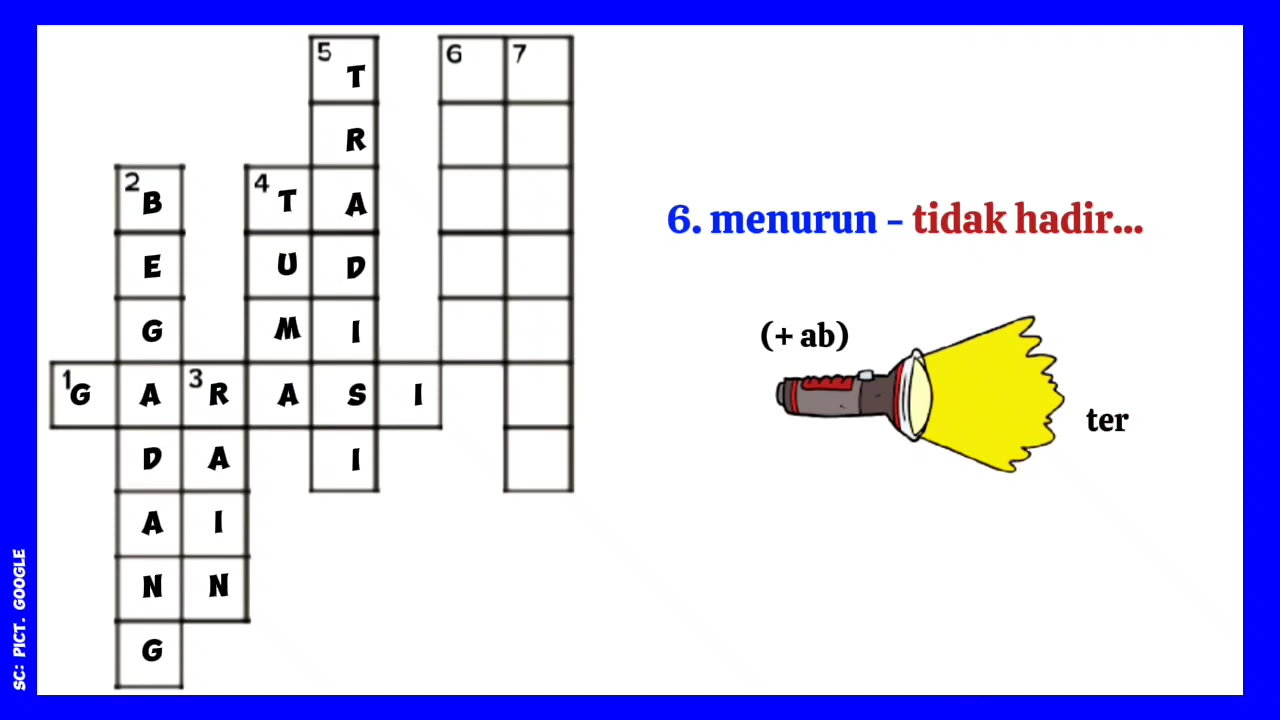 5 T 6 7
R
2 B 4 T A
E U D
G M I
1 G A 3 R A S I
D A I
A I
N N
G
6. menurun - tidak hadir...
(+ ab)
ter
SC: PICT. GOOGLE